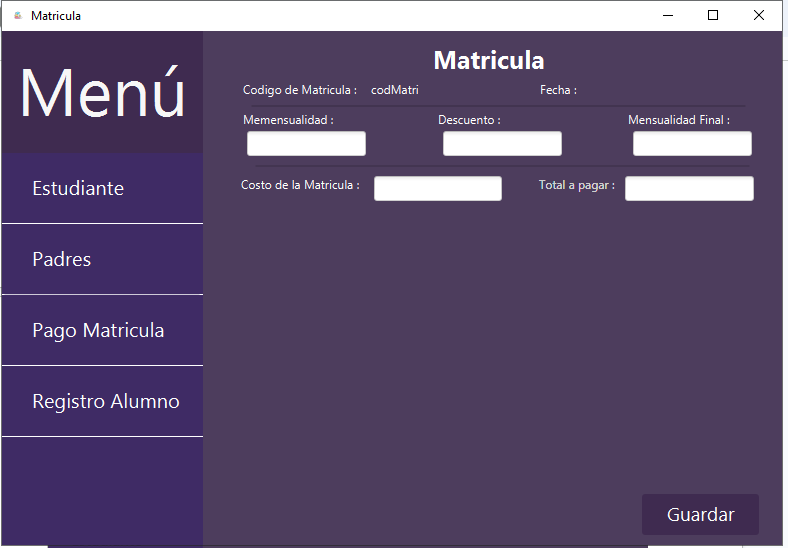 Matricula
Menú
Estudiante
Padres
Pago Matricula
Registro Alumno
Matricula
Codigo de Matricula : codMatri Fecha :
Memensualidad : Descuento : Mensualidad Final :
Costo de la Matricula : Total a pagar :
Guardar